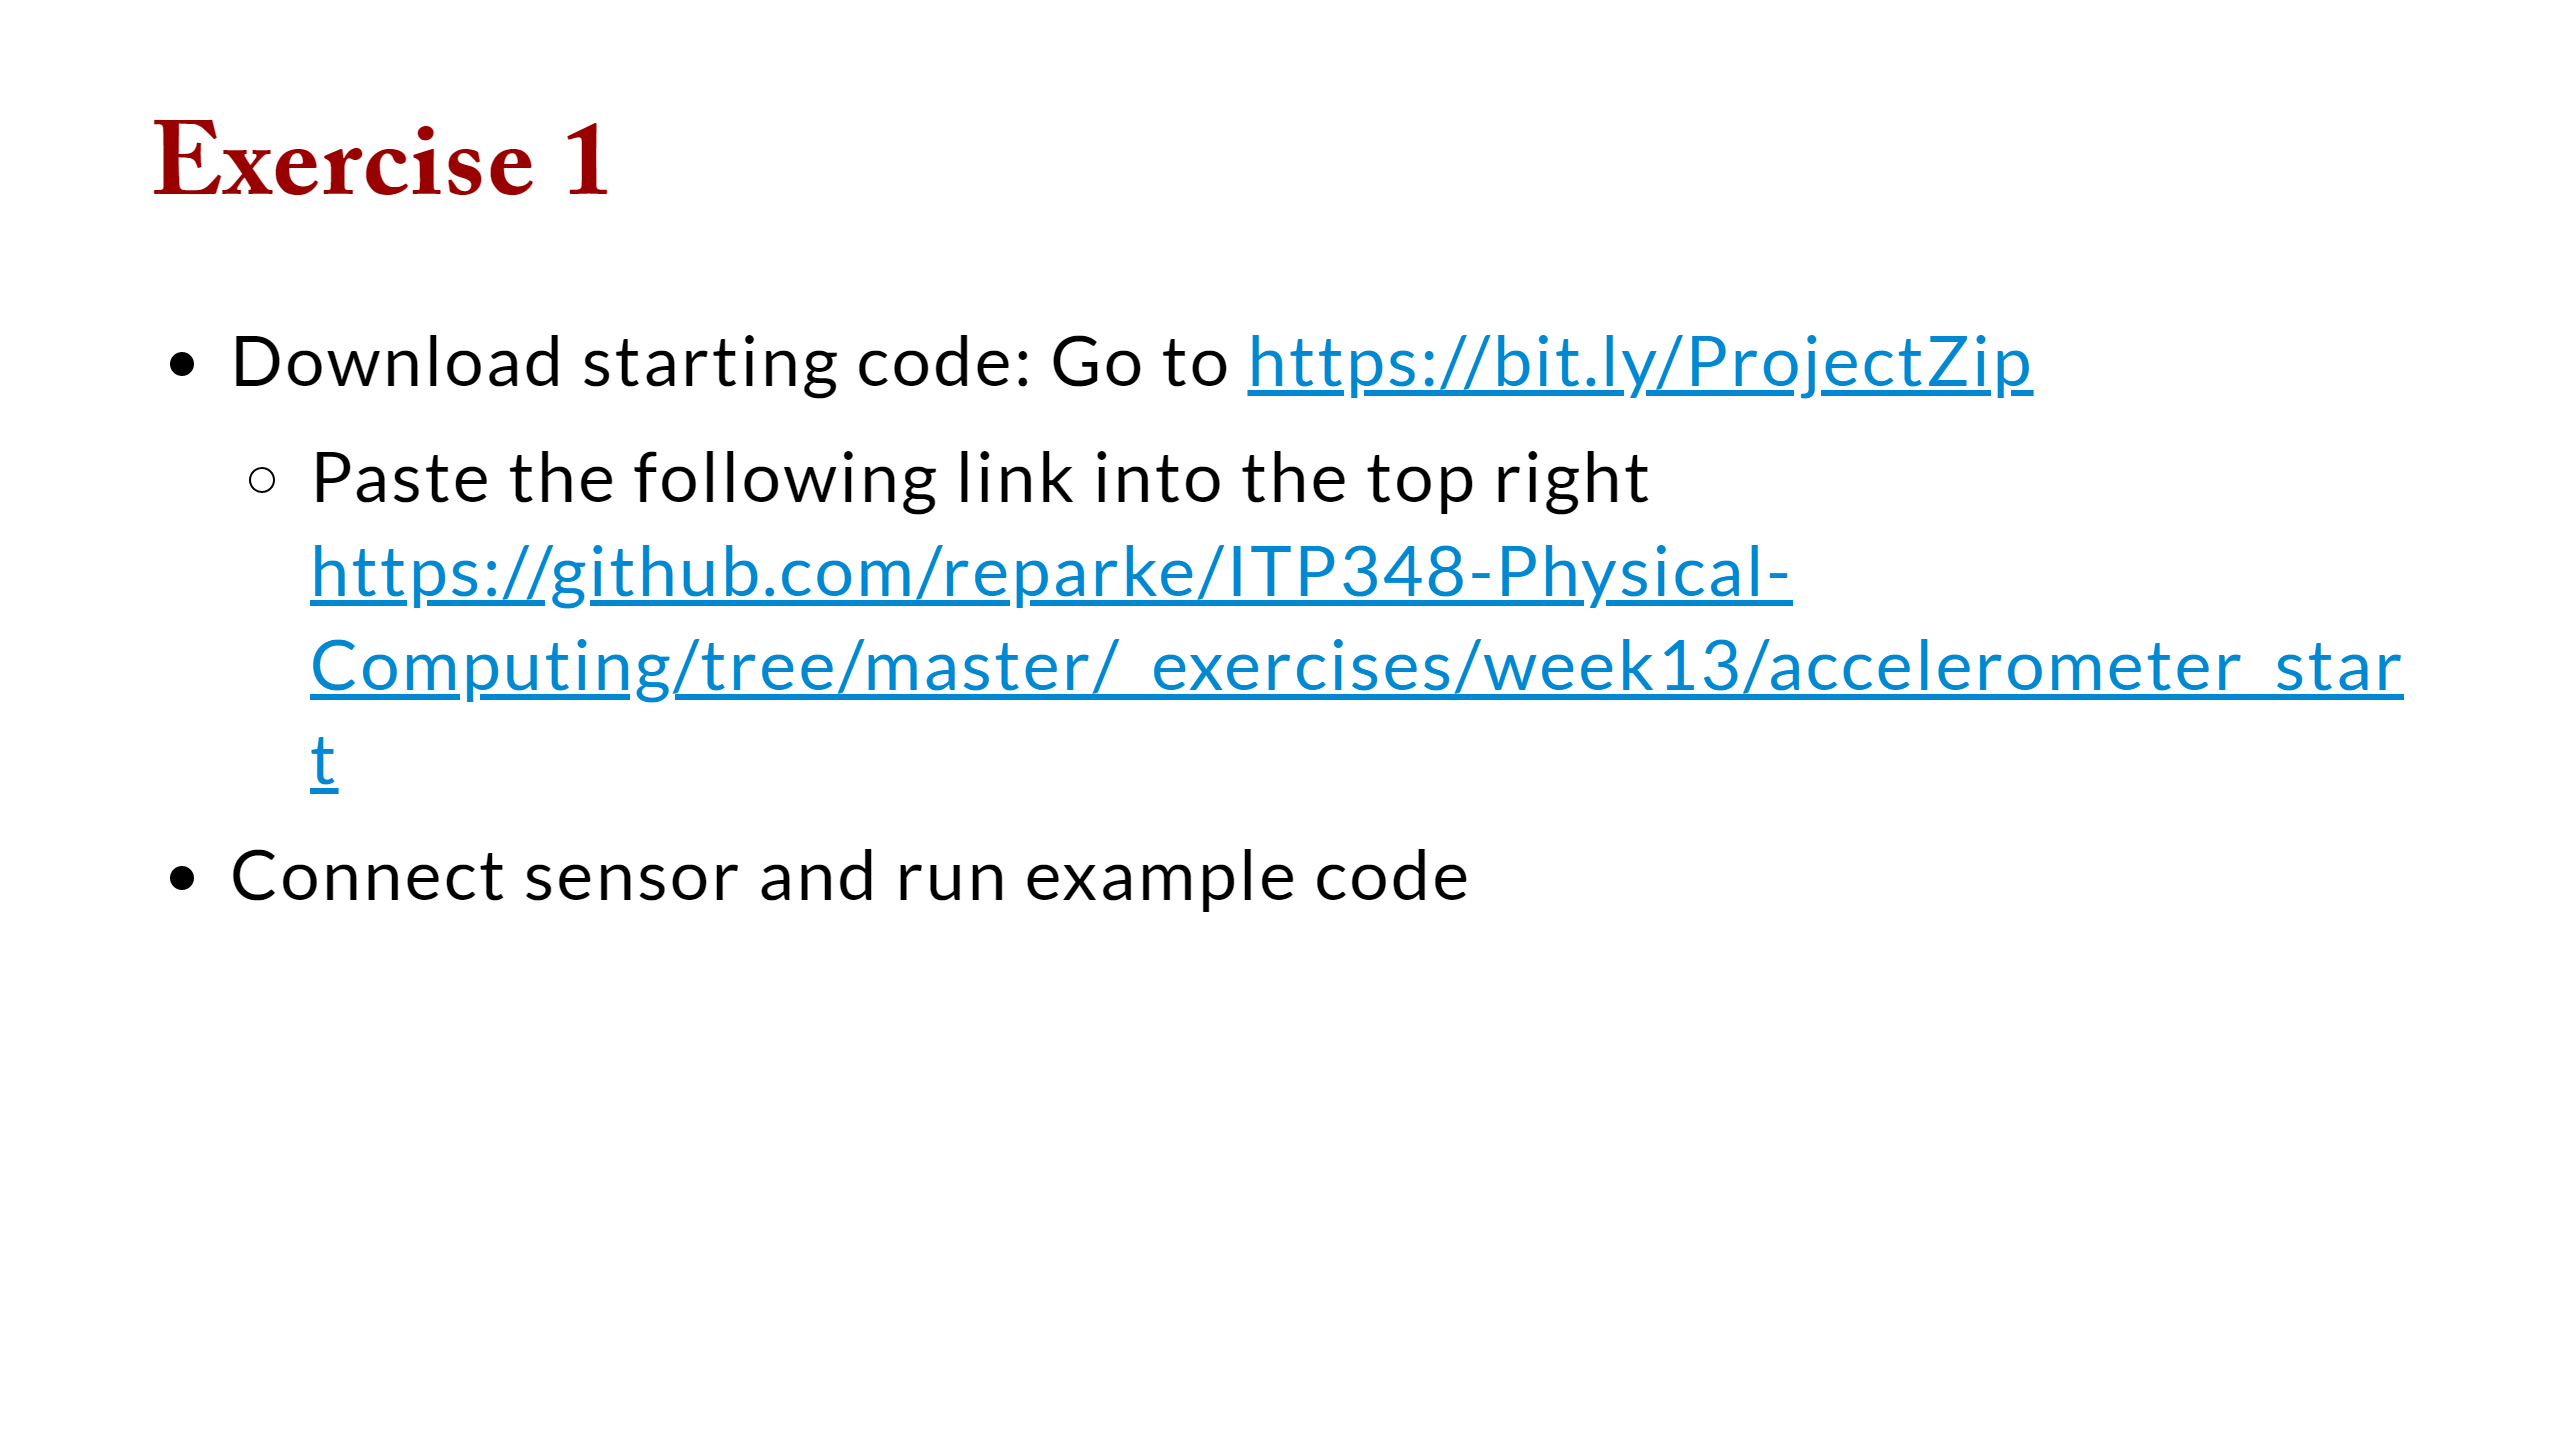 Exercise 1
• Download starting code: Go to https://bit.ly/ProjectZip
○ Paste the following link into the top right
https://github.com/reparke/ITP348-Physical-
Computing/tree/master/_exercises/week13/accelerometer_star
t
• Connect sensor and run example code